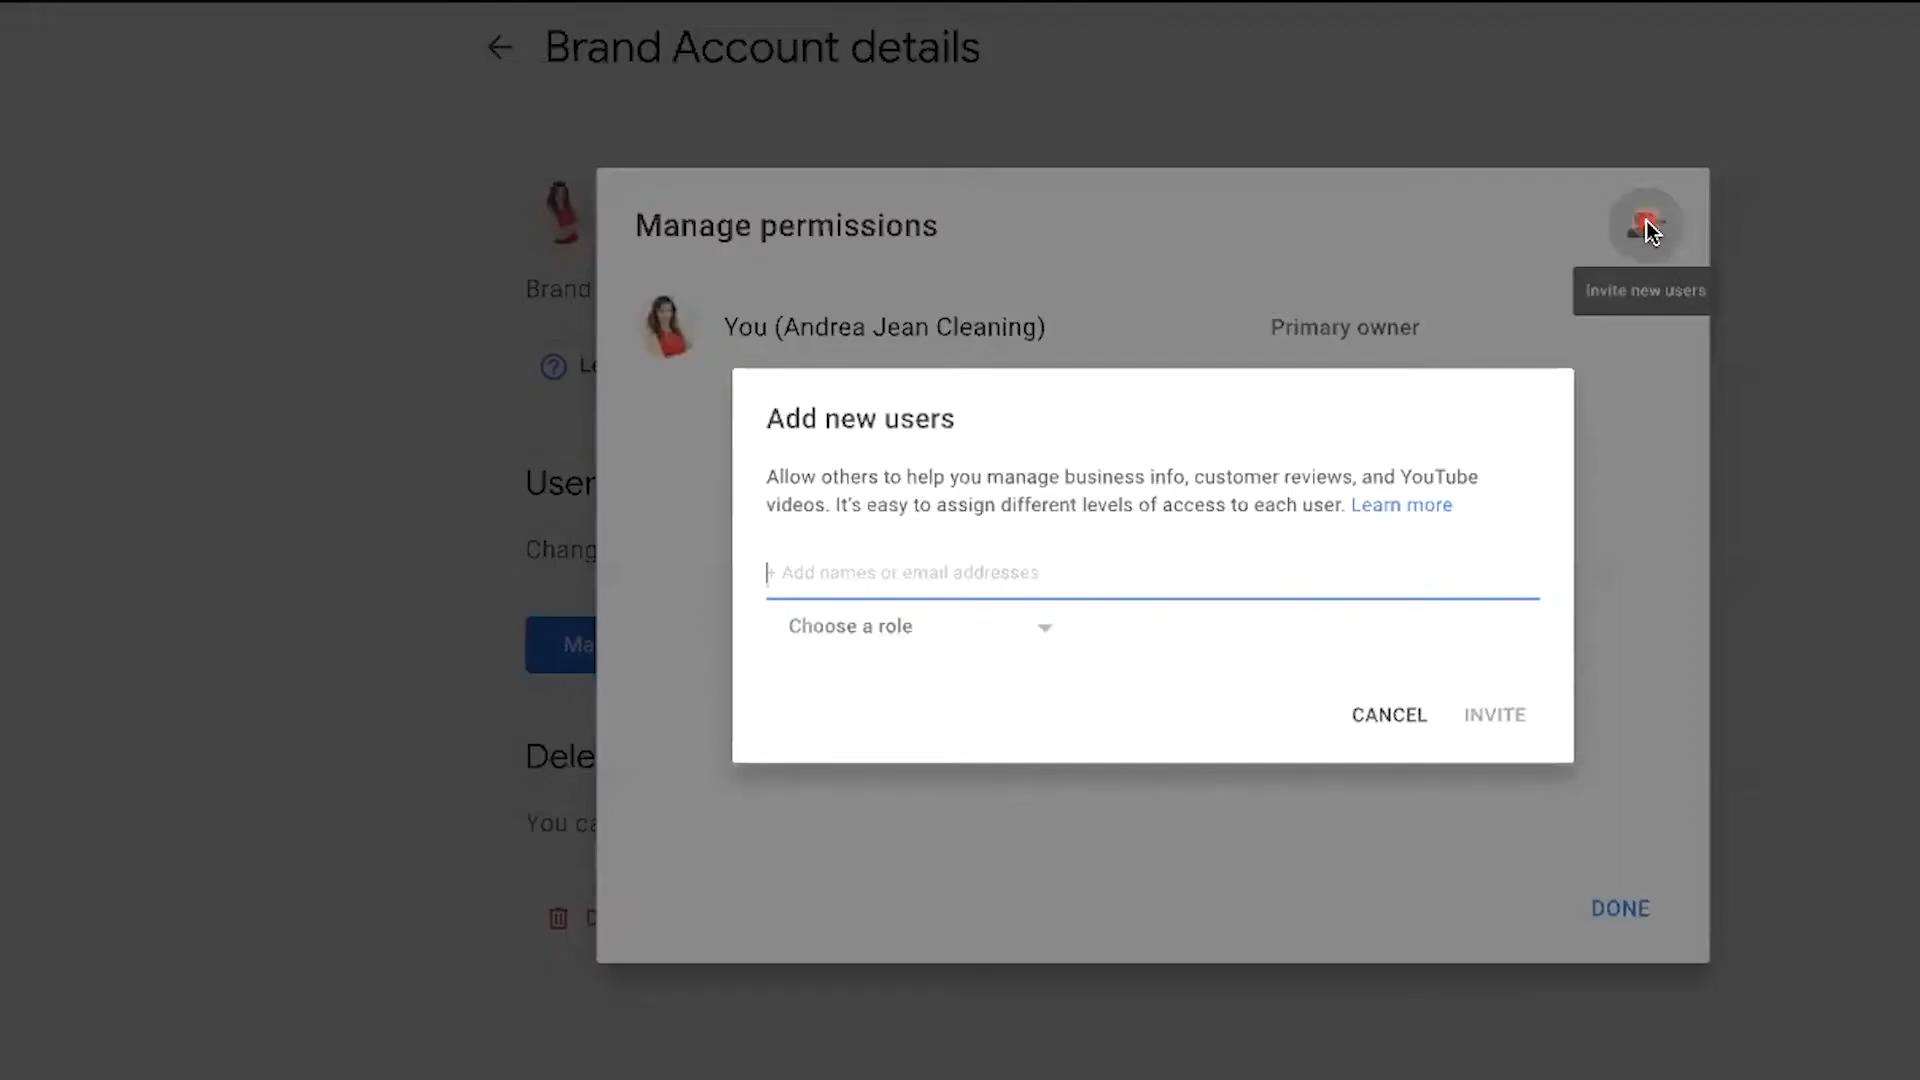 Brand Account details
Manage permissions
Invite new users
Brand
You (Andrea Jean Cleaning)
Primary owner
Add new users
Allow others to help you manage business info, customer reviews, and YouTube
videos. It's easy to assign different levels of access to each user. Learn more
User
Chang
+ Add names or email addresses
Choose a role
Ma
CANCEL
INVITE
Dele
You ca
DONE